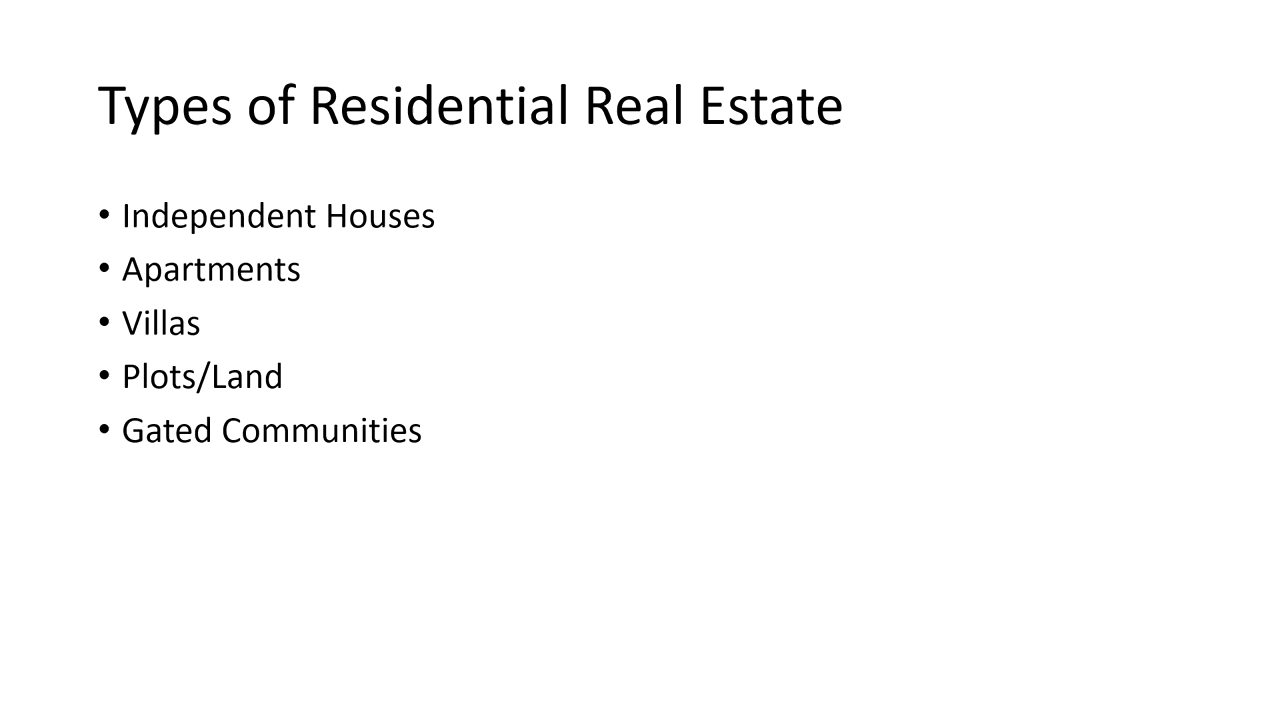 Types of Residential Real Estate
• Independent Houses
• Apartments
• Villas
• Plots/Land
• Gated Communities